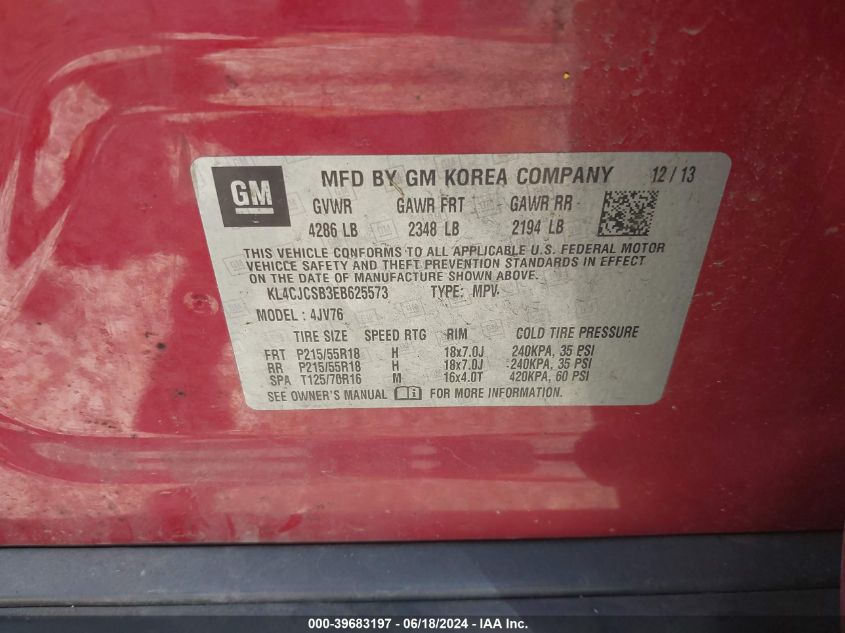 GM
MFD BY GM KOREA COMPANY 12/13
GVWR GAWR FRT GAWR RR
4286 LB 2348 LB 2194 LB
THIS VEHICLE CONFORMS TO ALL APPLICABLE U.S. FEDERAL MOTOR
VEHICLE SAFETY AND THEFT PREVENTION STANDARDS IN EFFECT
ON THE DATE OF MANUFACTURE SHOWN ABOVE.
KL4CJCSB3EB625573 TYPE: MPV
MODEL: 4JV76
TIRE SIZE SPEED RTG RIM COLD TIRE PRESSURE
FRT P215/55R18 H 18x7.0J 240KPA, 35 PSI
RR P215/55R18 H 18x7.0J 240KPA, 35 PSI
SPA T125/70R16 M 16x4.0T 420KPA, 60 PSI
SEE OWNER'S MANUAL FOR MORE INFORMATION.
000-39683197 - 06/18/2024 - IAA, Inc.